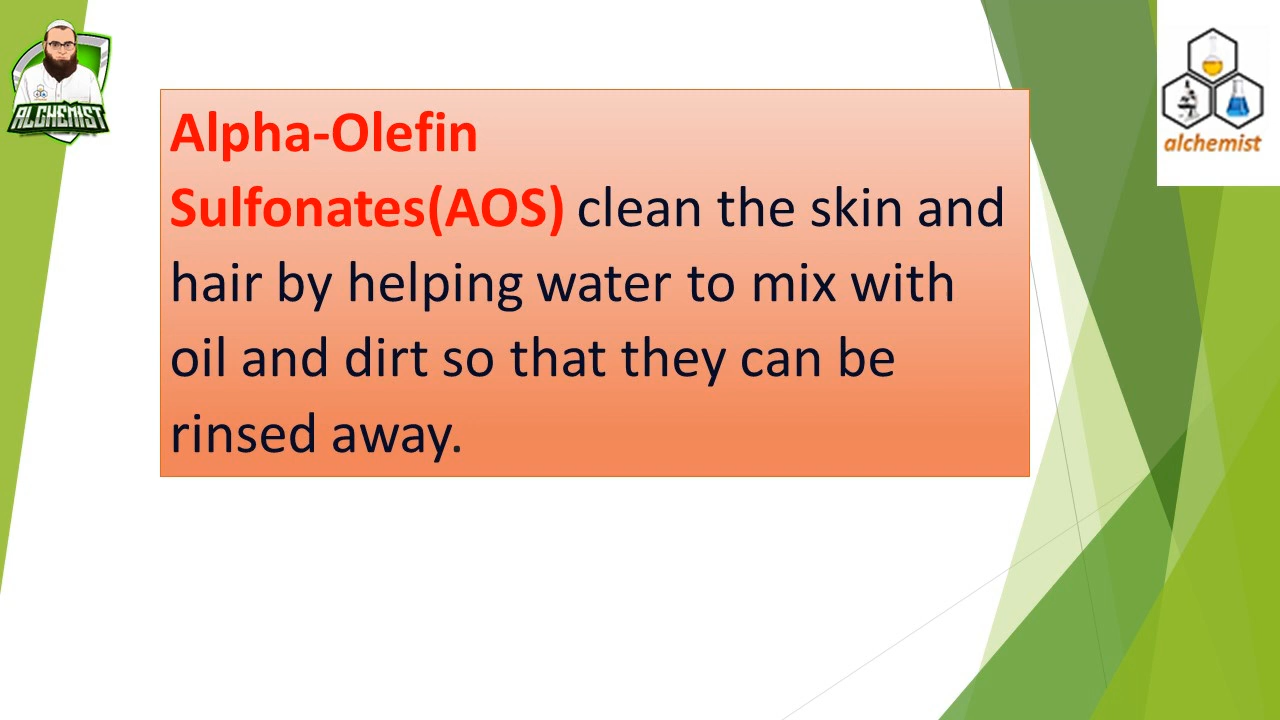 ALCHEMIST
alchemist
Alpha-Olefin
Sulfonates(AOS) clean the skin and
hair by helping water to mix with
oil and dirt so that they can be
rinsed away.